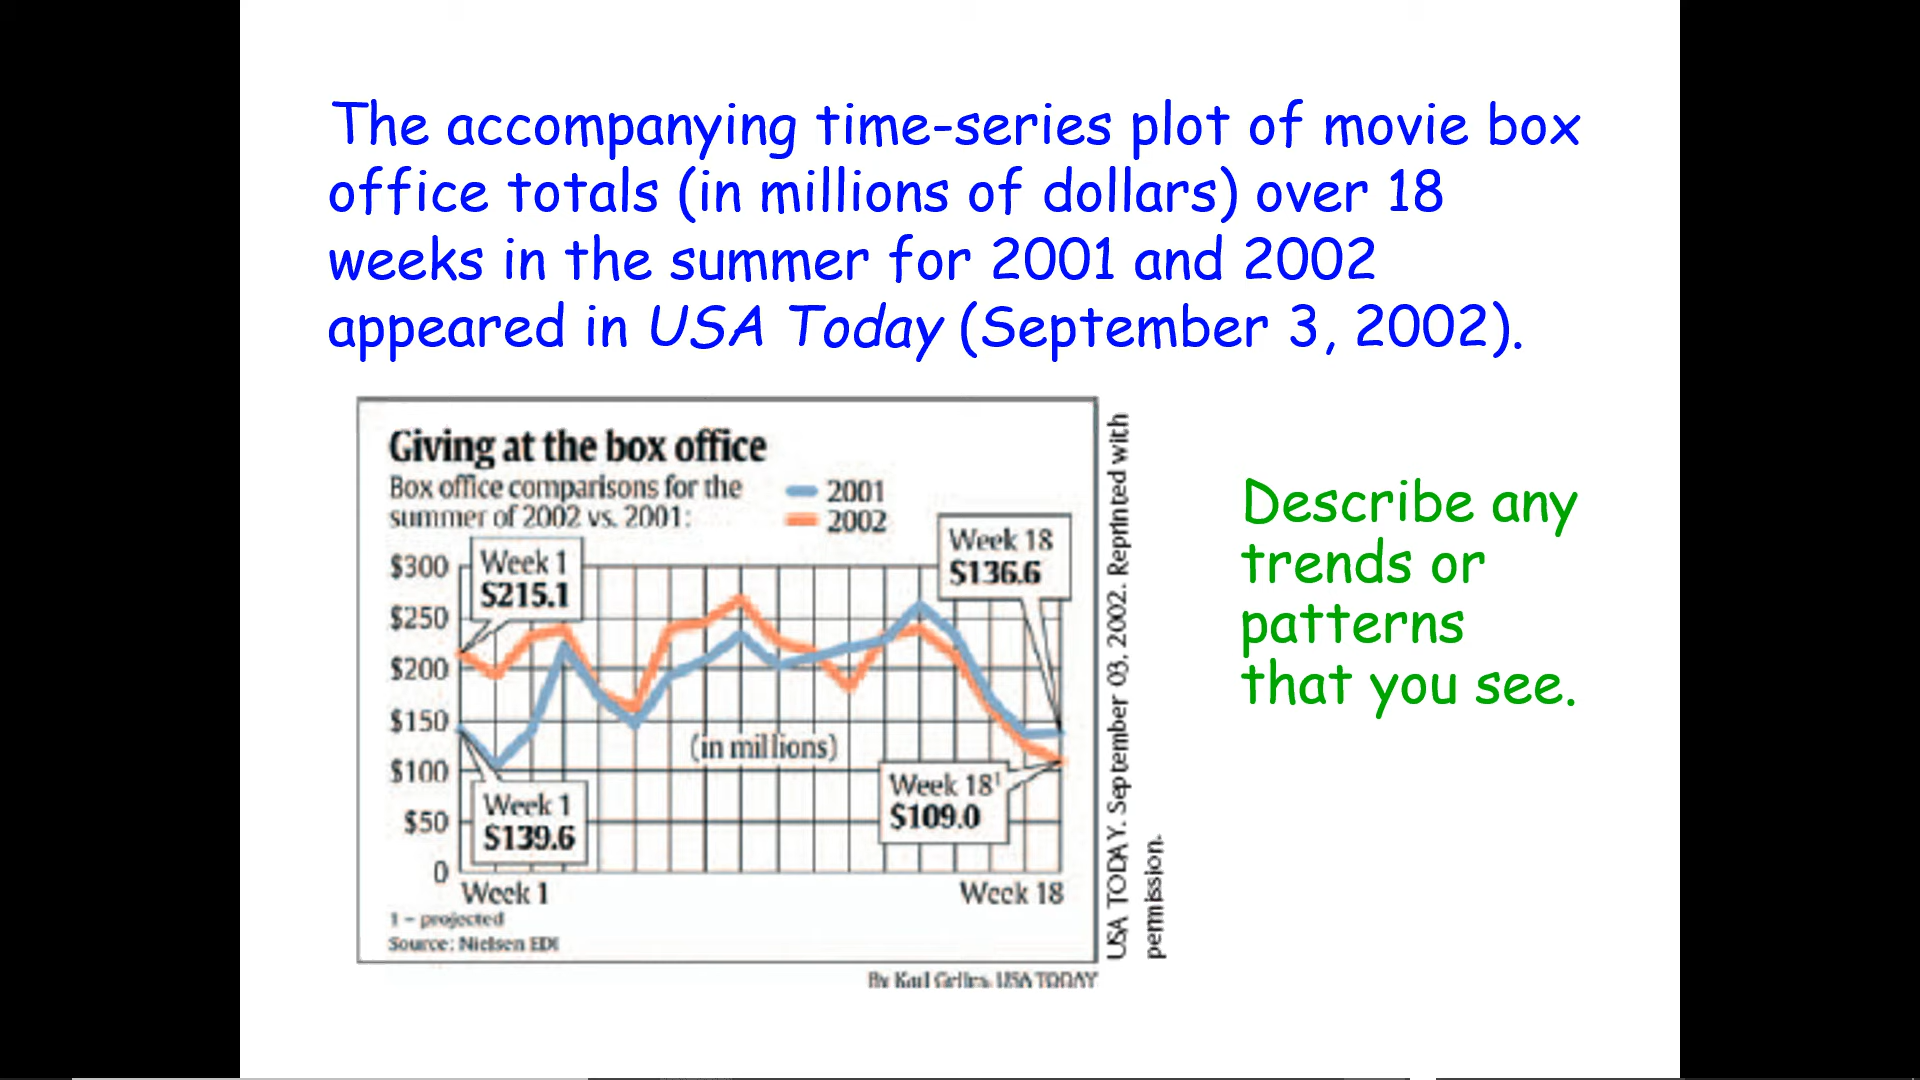 The accompanying time-series plot of movie box
office totals (in millions of dollars) over 18
weeks in the summer for 2001 and 2002
appeared in USA Today (September 3, 2002).
Giving at the box office
Box office comparisons for the
summer of 2002 vs. 2001:
2001
2002
Week 1
$215.1
Week 18
$136.6
$300
$250
$200
$150
$100
$50
0
(in millions)
Week 1
$139.6
Week 18¹
$109.0
Week 1
Week 18
1 – projected
Source: Nielsen EDI
By Karl Gelles, USA TODAY
USA TODAY. September 03, 2002. Reprinted with
permission.
Describe any
trends or
patterns
that you see.